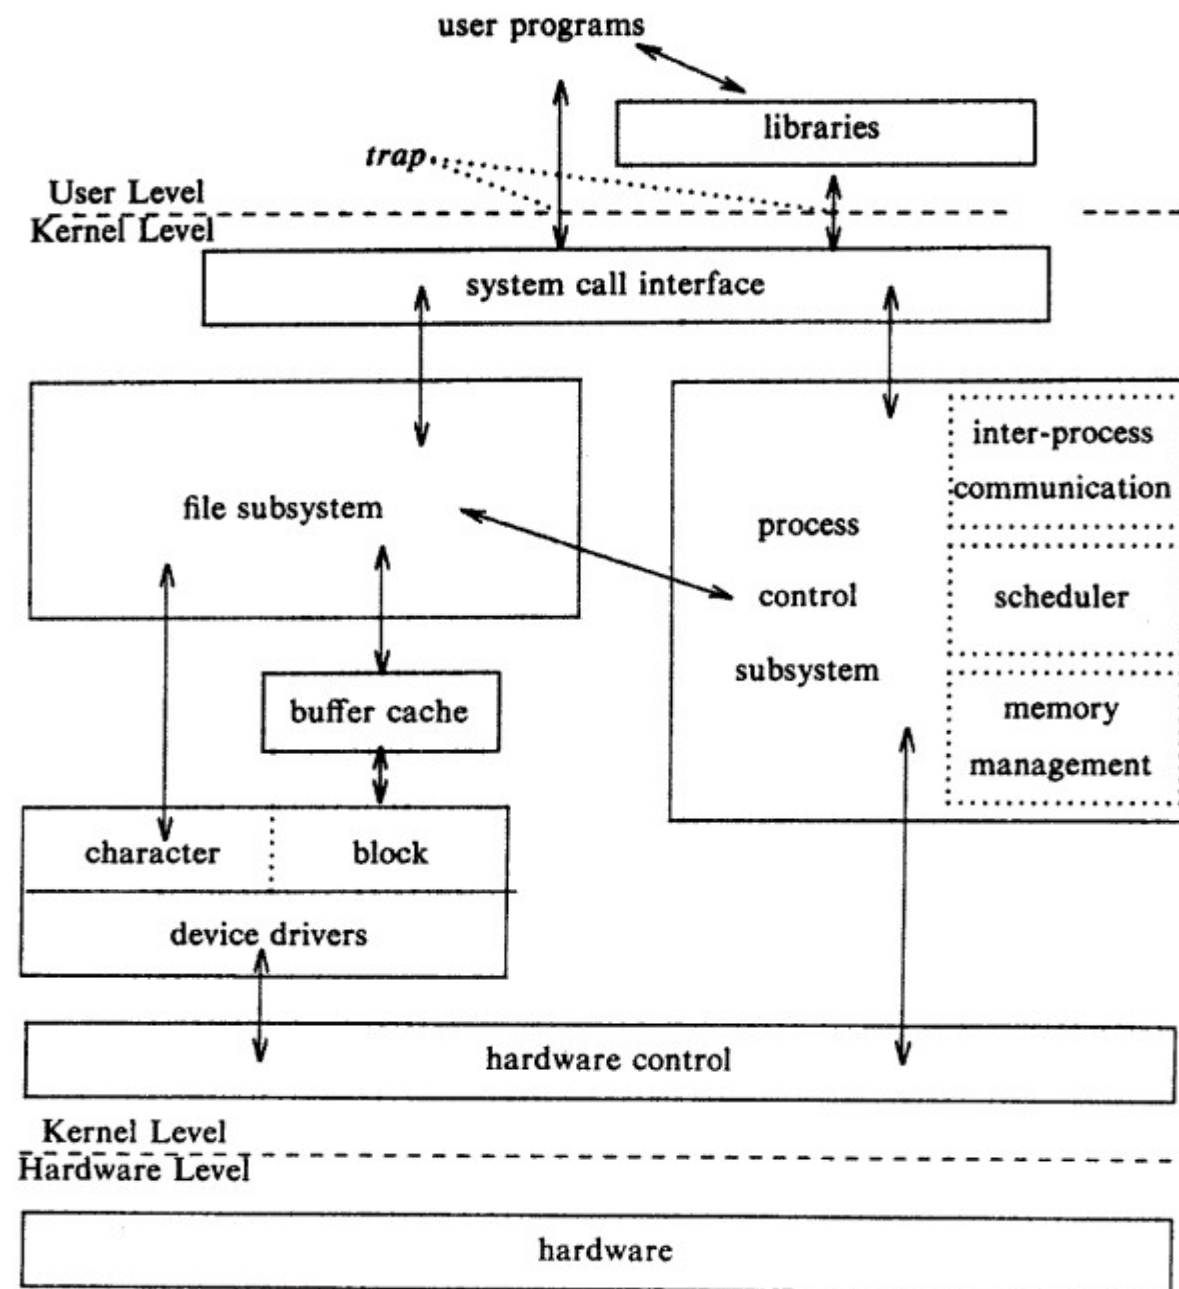 user programs
libraries
trap
User Level
Kernel Level
system call interface
file subsystem
process
control
subsystem
inter-process
communication
scheduler
memory
management
buffer cache
character
block
device drivers
hardware control
Kernel Level
Hardware Level
hardware